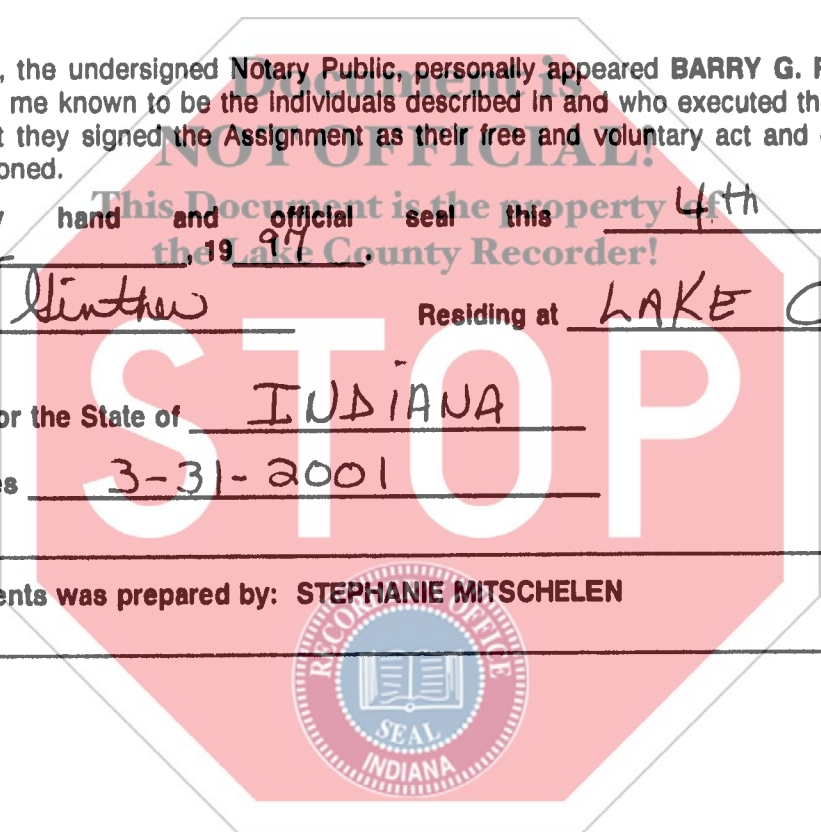 , the undersigned Notary Public, personally appeared BARRY G.
me known to be the individuals described in and who executed th
t they signed the Assignment as their free and voluntary act and
oned.
hand and official seal this 4th
, 19 97.
Ginther Residing at LAKE C
or the State of INDIANA
es 3-31-2001
ents was prepared by: STEPHANIE MITSCHELEN
Document is
NOT OFFICIAL!
This Document is the property of
the Lake County Recorder!
STOP
RECORDER'S OFFICE
SEAL
INDIANA